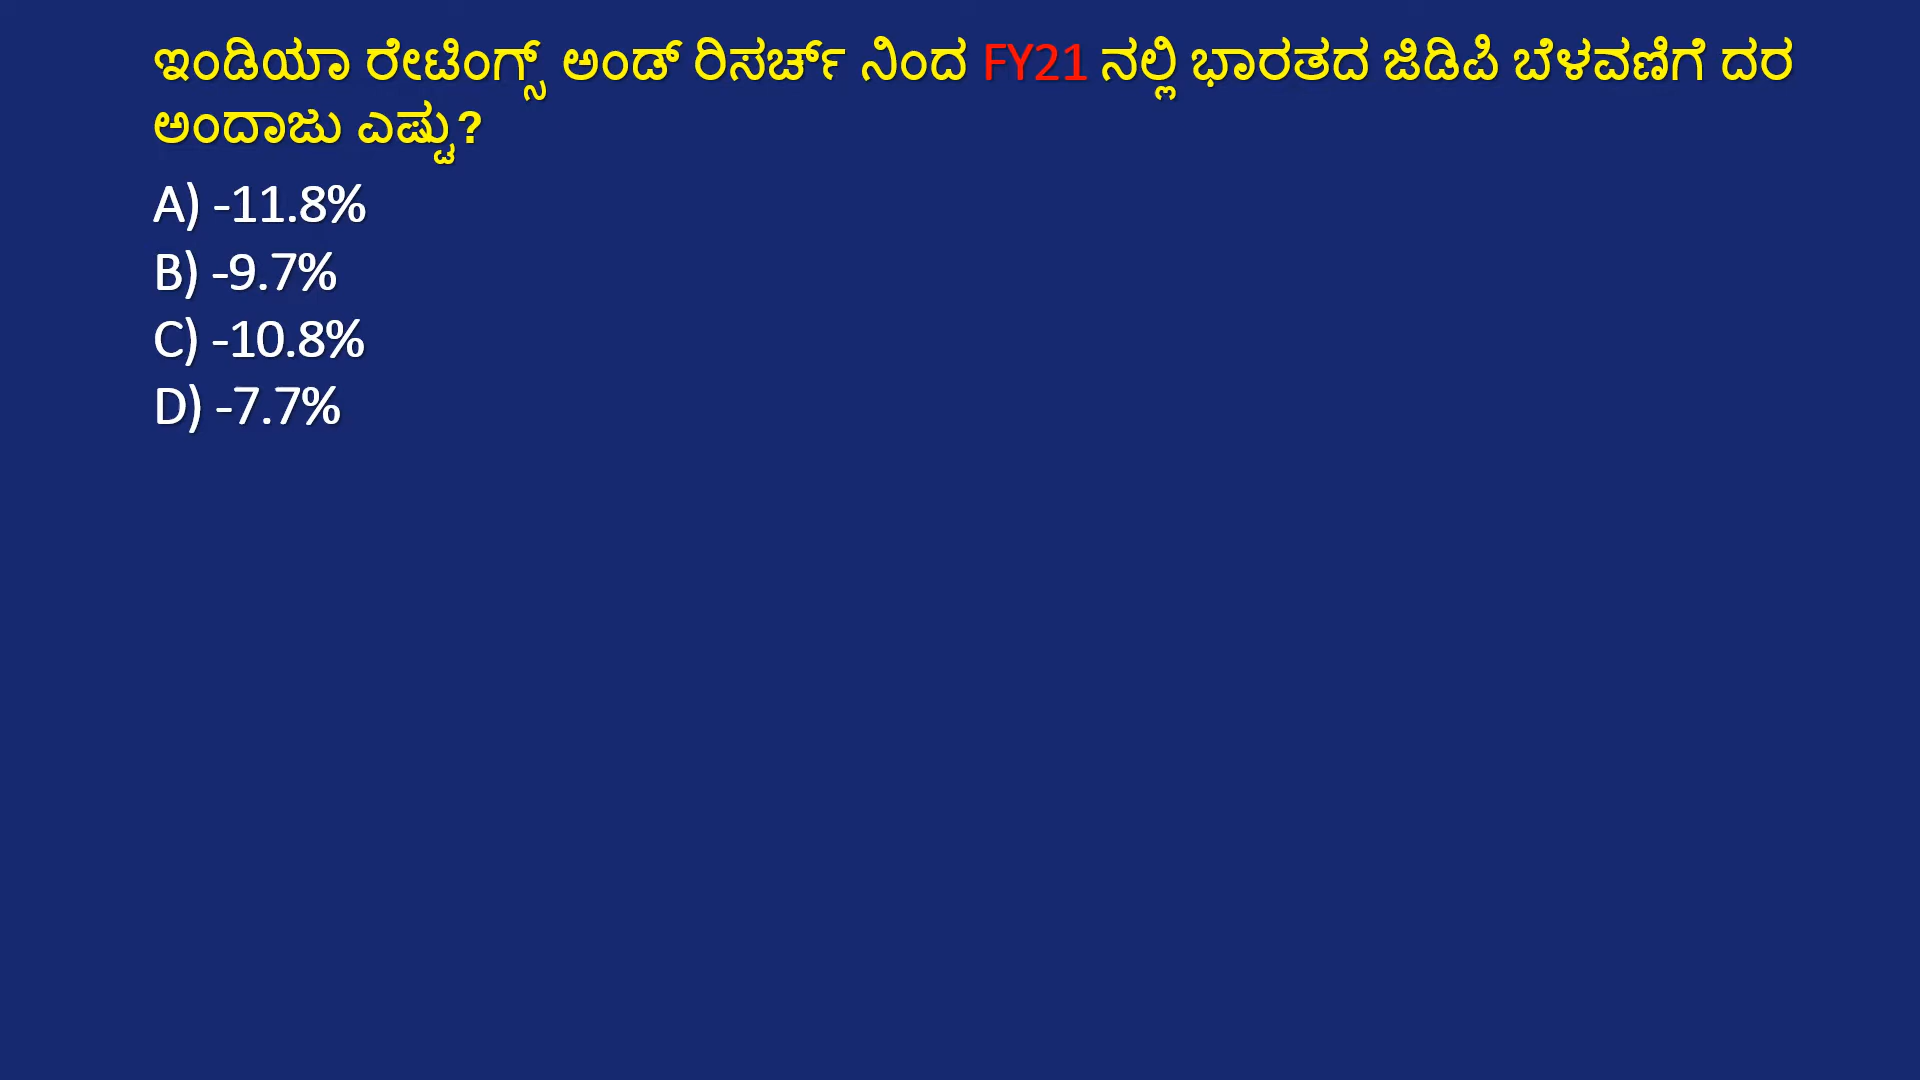 ಇಂಡಿಯಾ ರೇಟಿಂಗ್ಸ್ ಅಂಡ್ ರಿಸರ್ಚ್ ನಿಂದ FY21 ನಲ್ಲಿ ಭಾರತದ ಜಿಡಿಪಿ ಬೆಳವಣಿಗೆ ದರ
ಅಂದಾಜು ಎಷ್ಟು?
A) -11.8%
B) -9.7%
C) -10.8%
D) -7.7%